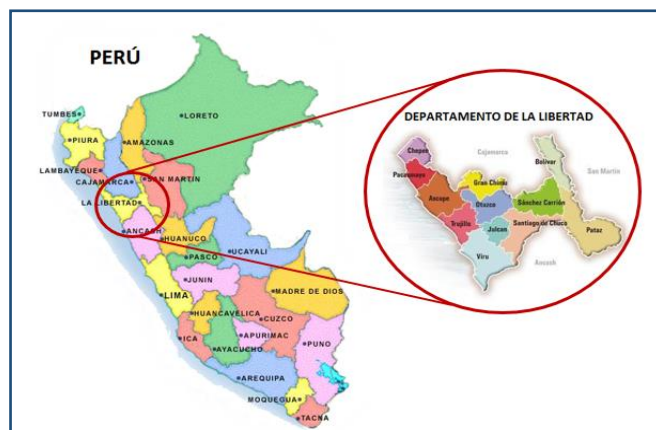 PERÚ
TUMBES
LORETO
PIURA
AMAZONAS
LAMBAYEQUE
SAN MARTIN
CAJAMARCA
LA LIBERTAD
ANCASH
HUANUCO
UCAYALI
PASCO
JUNIN
LIMA
MADRE DE DIOS
HUANCAVELICA
CUZCO
ICA
APURIMAC
PUNO
AYACUCHO
AREQUIPA
MOQUEGUA
TACNA
DEPARTAMENTO DE LA LIBERTAD
Chepen
Cajamarca
Bolivar
Pacasmayo
San Martin
Gran Chimú
Ascope
Otuzco
Sánchez Carrión
Trujillo
Julcan
Santiago de Chuco
Pataz
Viru
Ancash